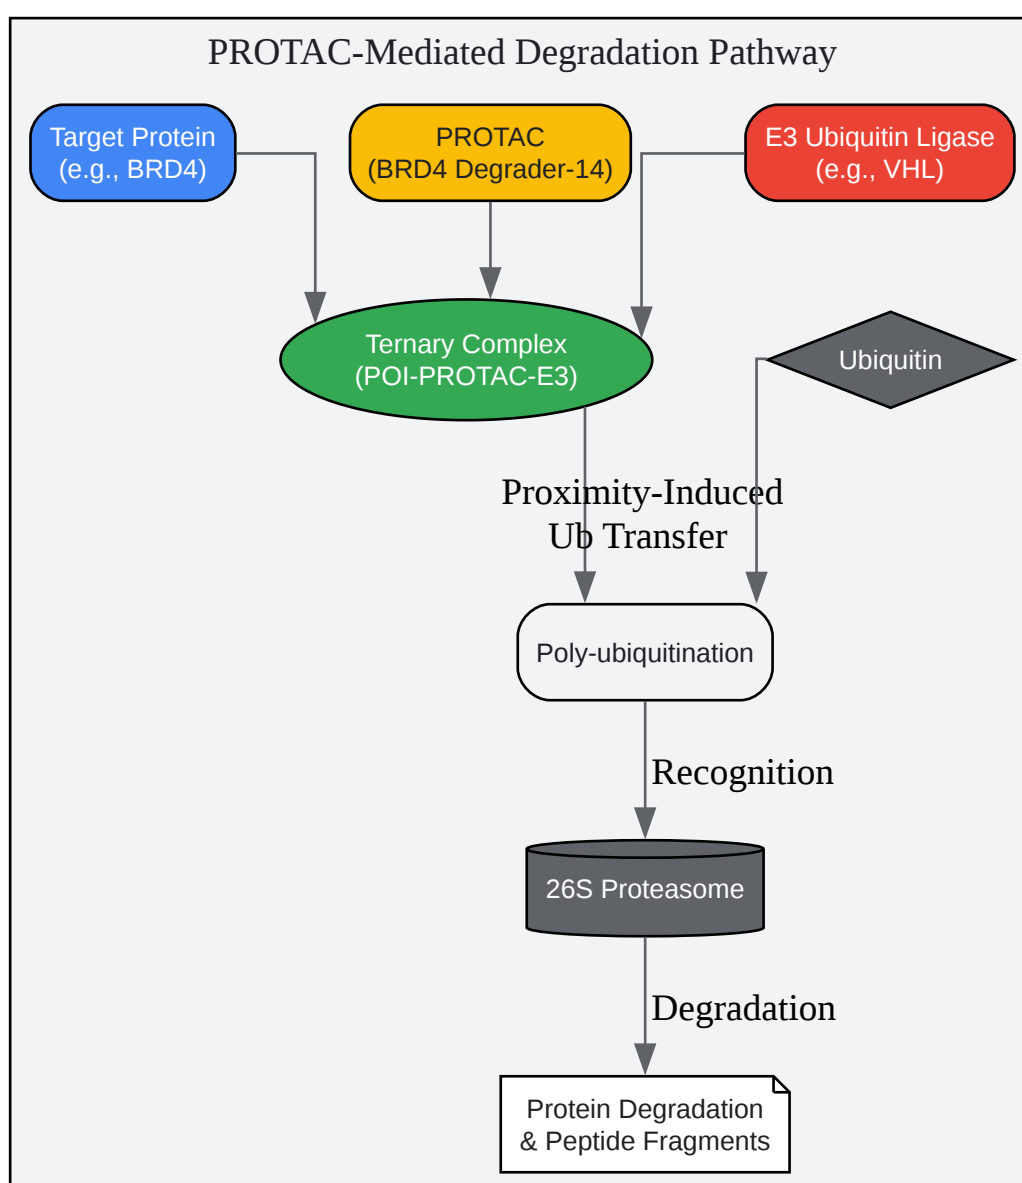 PROTAC-Mediated Degradation Pathway
Target Protein
(e.g., BRD4)
PROTAC
(BRD4 Degrader-14)
E3 Ubiquitin Ligase
(e.g., VHL)
Ternary Complex
(POI-PROTAC-E3)
Ubiquitin
Proximity-Induced
Ub Transfer
Poly-ubiquitination
Recognition
26S Proteasome
Degradation
Protein Degradation
& Peptide Fragments